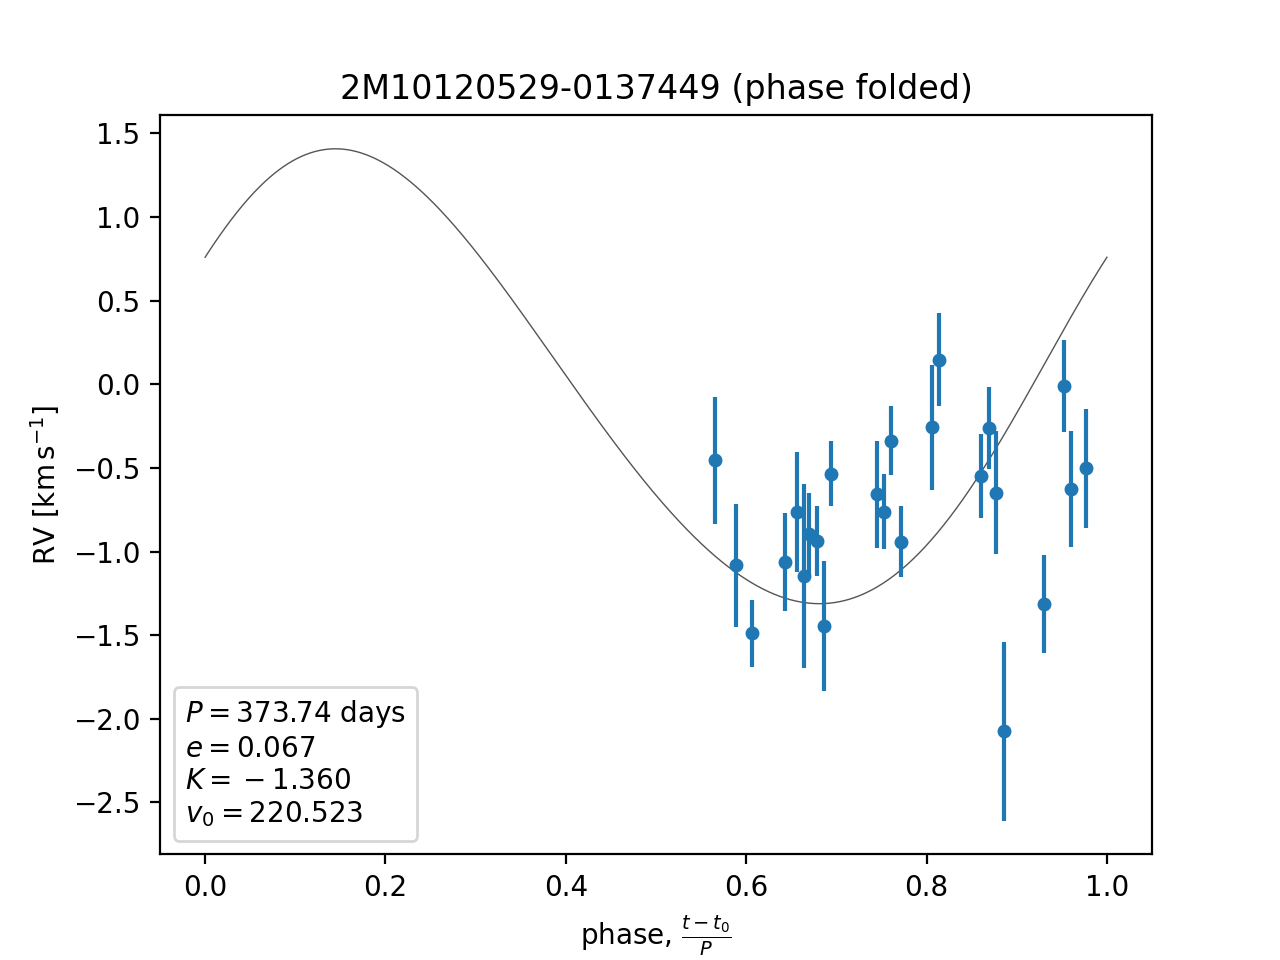 2M10120529-0137449 (phase folded)
1.5
1.0
0.5
0.0
−0.5
−1.0
−1.5
−2.0
−2.5
RV [km s⁻¹]
P = 373.74 days
e = 0.067
K = −1.360
v₀ = 220.523
0.0 0.2 0.4 0.6 0.8 1.0
phase, (t − t₀)/P